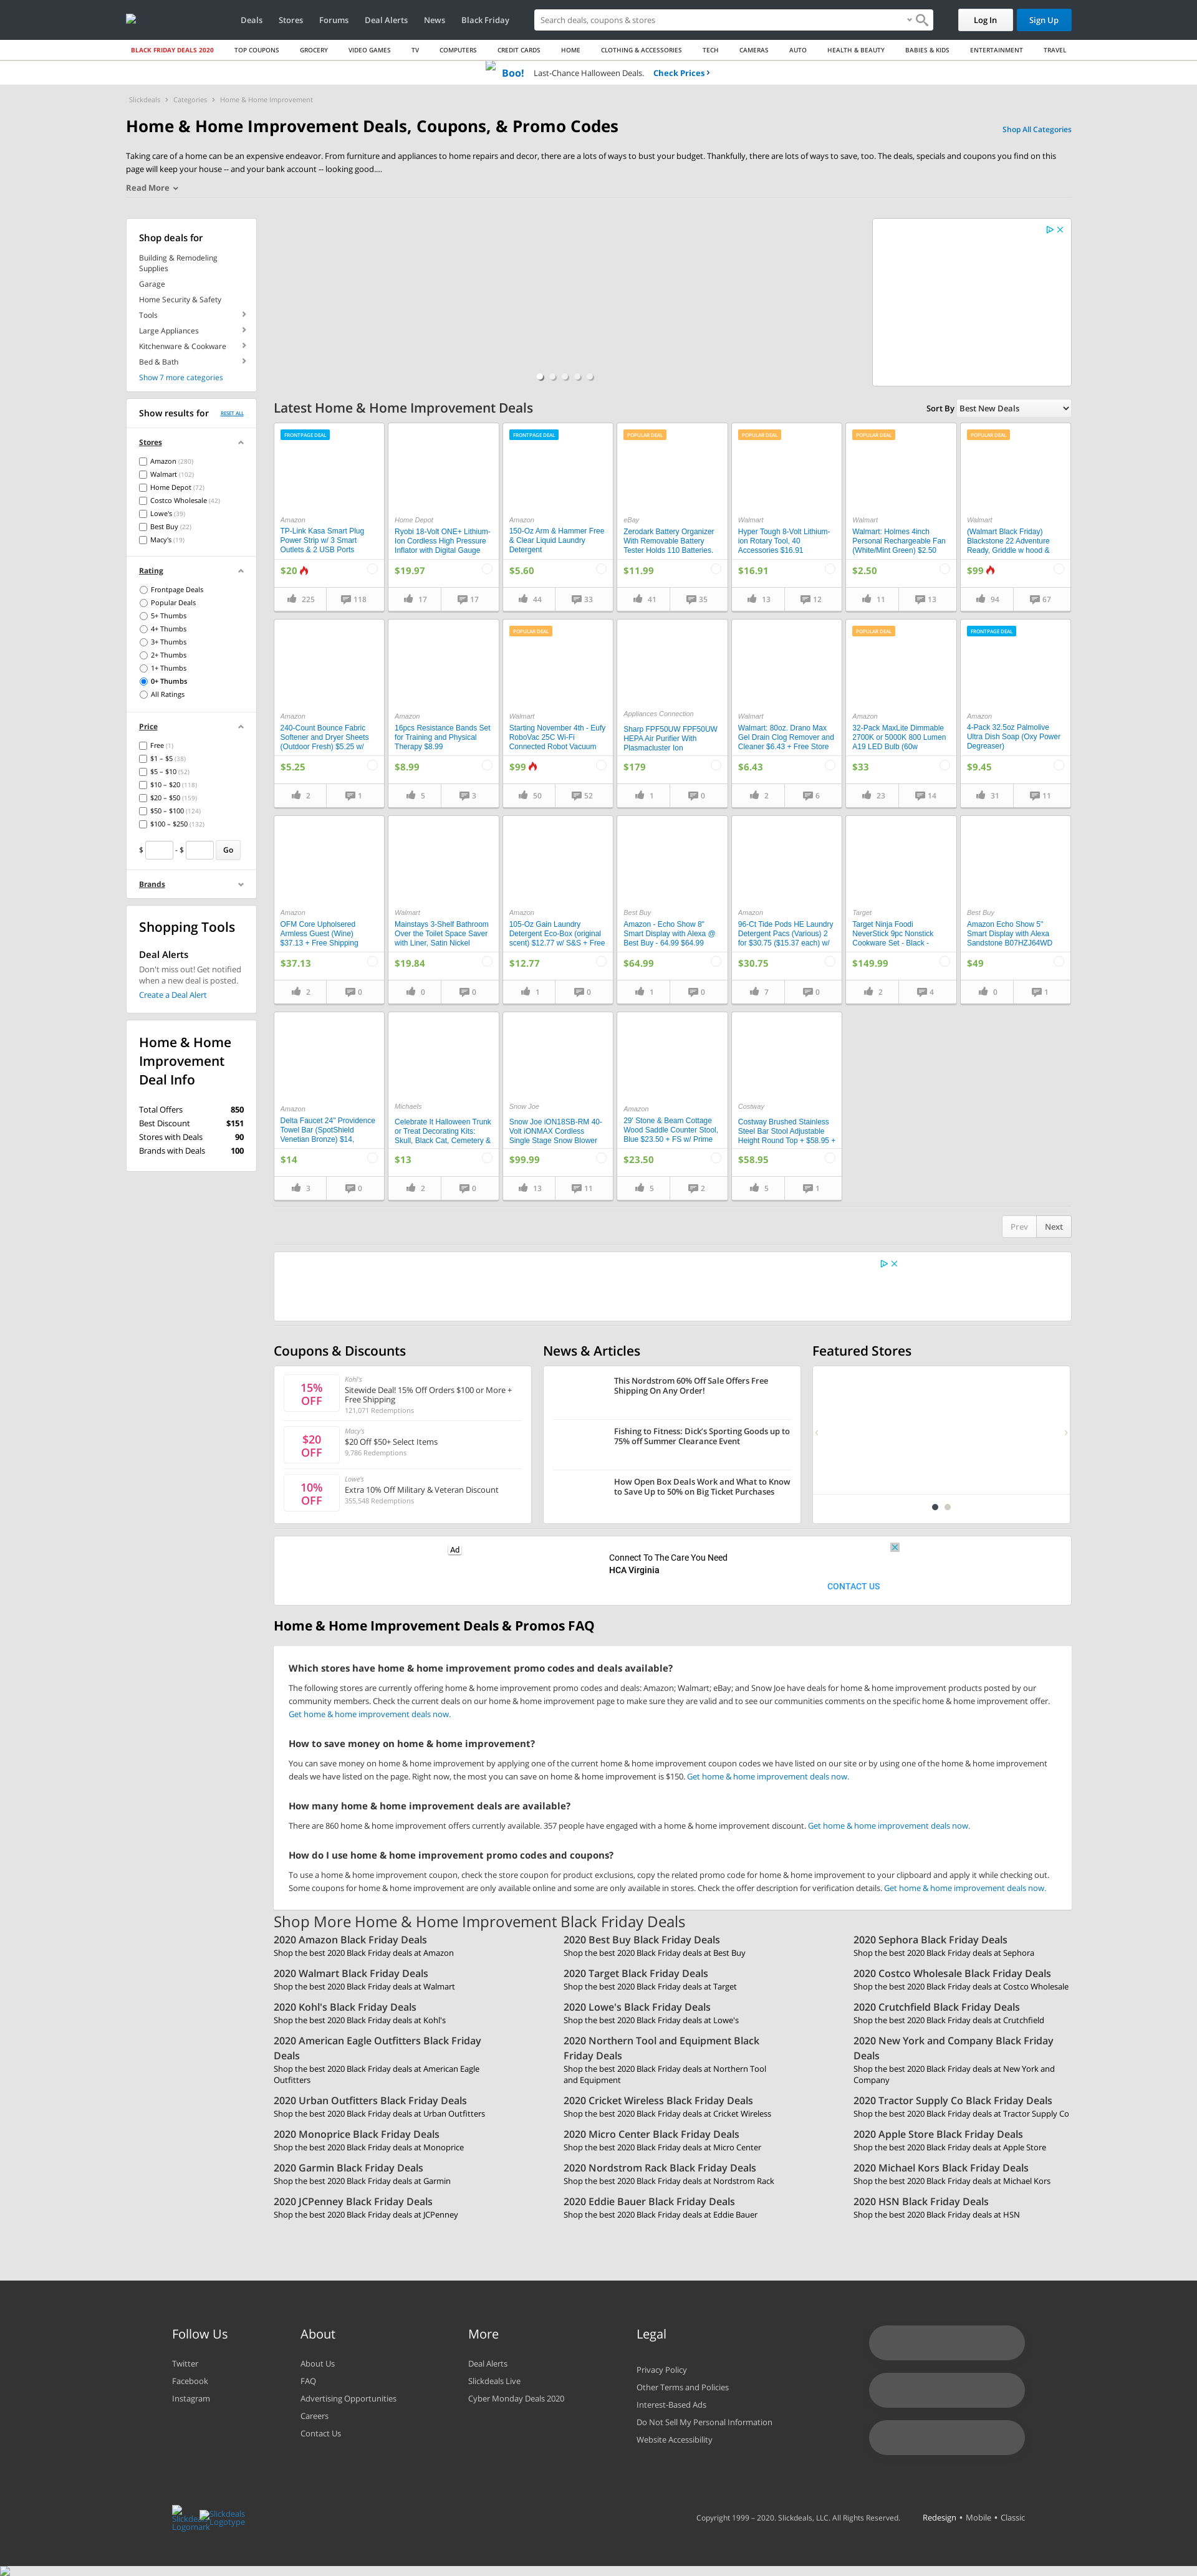 Deals Stores Forums Deal Alerts News Black Friday
Search deals, coupons & stores
Log In Sign Up
BLACK FRIDAY DEALS 2020 TOP COUPONS GROCERY VIDEO GAMES TV COMPUTERS CREDIT CARDS HOME CLOTHING & ACCESSORIES TECH CAMERAS AUTO HEALTH & BEAUTY BABIES & KIDS ENTERTAINMENT TRAVEL
Boo! Last-Chance Halloween Deals. Check Prices
Slickdeals Categories Home & Home Improvement
Home & Home Improvement Deals, Coupons, & Promo Codes
Shop All Categories
Taking care of a home can be an expensive endeavor. From furniture and appliances to home repairs and decor, there are a lots of ways to bust your budget. Thankfully, there are lots of ways to save, too. The deals, specials and coupons you find on this
page will keep your house -- and your bank account -- looking good....
Read More
Shop deals for
Building & Remodeling
Supplies
Garage
Home Security & Safety
Tools
Large Appliances
Kitchenware & Cookware
Bed & Bath
Show 7 more categories
Show results for RESET ALL
Stores
Amazon (280)
Walmart (102)
Home Depot (72)
Costco Wholesale (42)
Lowe's (39)
Best Buy (22)
Macy's (19)
Rating
Frontpage Deals
Popular Deals
5+ Thumbs
4+ Thumbs
3+ Thumbs
2+ Thumbs
1+ Thumbs
0+ Thumbs
All Ratings
Price
Free (1)
$1 – $5 (38)
$5 – $10 (52)
$10 – $20 (118)
$20 – $50 (159)
$50 – $100 (124)
$100 – $250 (132)
$ - $ Go
Brands
Shopping Tools
Deal Alerts
Don't miss out! Get notified
when a new deal is posted.
Create a Deal Alert
Home & Home
Improvement
Deal Info
Total Offers 850
Best Discount $151
Stores with Deals 90
Brands with Deals 100
Latest Home & Home Improvement Deals
Sort By Best New Deals
FRONTPAGE DEAL
Amazon
TP-Link Kasa Smart Plug
Power Strip w/ 3 Smart
Outlets & 2 USB Ports
$20
225 118
Home Depot
Ryobi 18-Volt ONE+ Lithium-
Ion Cordless High Pressure
Inflator with Digital Gauge
$19.97
17 17
FRONTPAGE DEAL
Amazon
150-Oz Arm & Hammer Free
& Clear Liquid Laundry
Detergent
$5.60
44 33
POPULAR DEAL
eBay
Zerodark Battery Organizer
With Removable Battery
Tester Holds 110 Batteries.
$11.99
41 35
POPULAR DEAL
Walmart
Hyper Tough 8-Volt Lithium-
ion Rotary Tool, 40
Accessories $16.91
$16.91
13 12
POPULAR DEAL
Walmart
Walmart: Holmes 4inch
Personal Rechargeable Fan
(White/Mint Green) $2.50
$2.50
11 13
POPULAR DEAL
Walmart
(Walmart Black Friday)
Blackstone 22 Adventure
Ready, Griddle w hood &
$99
94 67
Amazon
240-Count Bounce Fabric
Softener and Dryer Sheets
(Outdoor Fresh) $5.25 w/
$5.25
2 1
Amazon
16pcs Resistance Bands Set
for Training and Physical
Therapy $8.99
$8.99
5 3
POPULAR DEAL
Walmart
Starting November 4th - Eufy
RoboVac 25C Wi-Fi
Connected Robot Vacuum
$99
50 52
Appliances Connection
Sharp FPF50UW FPF50UW
HEPA Air Purifier With
Plasmacluster Ion
$179
1 0
Walmart
Walmart: 80oz. Drano Max
Gel Drain Clog Remover and
Cleaner $6.43 + Free Store
$6.43
2 6
POPULAR DEAL
Amazon
32-Pack MaxLite Dimmable
2700K or 5000K 800 Lumen
A19 LED Bulb (60w
$33
23 14
FRONTPAGE DEAL
Amazon
4-Pack 32.5oz Palmolive
Ultra Dish Soap (Oxy Power
Degreaser)
$9.45
31 11
Amazon
OFM Core Upholsered
Armless Guest (Wine)
$37.13 + Free Shipping
$37.13
2 0
Walmart
Mainstays 3-Shelf Bathroom
Over the Toilet Space Saver
with Liner, Satin Nickel
$19.84
0 0
Amazon
105-Oz Gain Laundry
Detergent Eco-Box (original
scent) $12.77 w/ S&S + Free
$12.77
1 0
Best Buy
Amazon - Echo Show 8"
Smart Display with Alexa @
Best Buy - 64.99 $64.99
$64.99
1 0
Amazon
96-Ct Tide Pods HE Laundry
Detergent Pacs (Various) 2
for $30.75 ($15.37 each) w/
$30.75
7 0
Target
Target Ninja Foodi
NeverStick 9pc Nonstick
Cookware Set - Black -
$149.99
2 4
Best Buy
Amazon Echo Show 5"
Smart Display with Alexa
Sandstone B07HZJ64WD
$49
0 1
Amazon
Delta Faucet 24" Providence
Towel Bar (SpotShield
Venetian Bronze) $14,
$14
3 0
Michaels
Celebrate It Halloween Trunk
or Treat Decorating Kits:
Skull, Black Cat, Cemetery &
$13
2 0
Snow Joe
Snow Joe iON18SB-RM 40-
Volt iONMAX Cordless
Single Stage Snow Blower
$99.99
13 11
Amazon
29' Stone & Beam Cottage
Wood Saddle Counter Stool,
Blue $23.50 + FS w/ Prime
$23.50
5 2
Costway
Costway Brushed Stainless
Steel Bar Stool Adjustable
Height Round Top + $58.95 +
$58.95
5 1
Prev Next
Coupons & Discounts
15%
OFF
Kohl's
Sitewide Deal! 15% Off Orders $100 or More +
Free Shipping
121,071 Redemptions
$20
OFF
Macy's
$20 Off $50+ Select Items
9,786 Redemptions
10%
OFF
Lowe's
Extra 10% Off Military & Veteran Discount
355,548 Redemptions
News & Articles
This Nordstrom 60% Off Sale Offers Free
Shipping On Any Order!
Fishing to Fitness: Dick's Sporting Goods up to
75% off Summer Clearance Event
How Open Box Deals Work and What to Know
to Save Up to 50% on Big Ticket Purchases
Featured Stores
Ad
Connect To The Care You Need
HCA Virginia
CONTACT US
Home & Home Improvement Deals & Promos FAQ
Which stores have home & home improvement promo codes and deals available?
The following stores are currently offering home & home improvement promo codes and deals: Amazon; Walmart; eBay; and Snow Joe have deals for home & home improvement products posted by our
community members. Check the current deals on our home & home improvement page to make sure they are valid and to see our communities comments on the specific home & home improvement offer.
Get home & home improvement deals now.
How to save money on home & home improvement?
You can save money on home & home improvement by applying one of the current home & home improvement coupon codes we have listed on our site or by using one of the home & home improvement
deals we have listed on the page. Right now, the most you can save on home & home improvement is $150. Get home & home improvement deals now.
How many home & home improvement deals are available?
There are 860 home & home improvement offers currently available. 357 people have engaged with a home & home improvement discount. Get home & home improvement deals now.
How do I use home & home improvement promo codes and coupons?
To use a home & home improvement coupon, check the store coupon for product exclusions, copy the related promo code for home & home improvement to your clipboard and apply it while checking out.
Some coupons for home & home improvement are only available online and some are only available in stores. Check the offer description for verification details. Get home & home improvement deals now.
Shop More Home & Home Improvement Black Friday Deals
2020 Amazon Black Friday Deals
Shop the best 2020 Black Friday deals at Amazon
2020 Best Buy Black Friday Deals
Shop the best 2020 Black Friday deals at Best Buy
2020 Sephora Black Friday Deals
Shop the best 2020 Black Friday deals at Sephora
2020 Walmart Black Friday Deals
Shop the best 2020 Black Friday deals at Walmart
2020 Target Black Friday Deals
Shop the best 2020 Black Friday deals at Target
2020 Costco Wholesale Black Friday Deals
Shop the best 2020 Black Friday deals at Costco Wholesale
2020 Kohl's Black Friday Deals
Shop the best 2020 Black Friday deals at Kohl's
2020 Lowe's Black Friday Deals
Shop the best 2020 Black Friday deals at Lowe's
2020 Crutchfield Black Friday Deals
Shop the best 2020 Black Friday deals at Crutchfield
2020 American Eagle Outfitters Black Friday
Deals
Shop the best 2020 Black Friday deals at American Eagle
Outfitters
2020 Northern Tool and Equipment Black
Friday Deals
Shop the best 2020 Black Friday deals at Northern Tool
and Equipment
2020 New York and Company Black Friday
Deals
Shop the best 2020 Black Friday deals at New York and
Company
2020 Urban Outfitters Black Friday Deals
Shop the best 2020 Black Friday deals at Urban Outfitters
2020 Cricket Wireless Black Friday Deals
Shop the best 2020 Black Friday deals at Cricket Wireless
2020 Tractor Supply Co Black Friday Deals
Shop the best 2020 Black Friday deals at Tractor Supply Co
2020 Monoprice Black Friday Deals
Shop the best 2020 Black Friday deals at Monoprice
2020 Micro Center Black Friday Deals
Shop the best 2020 Black Friday deals at Micro Center
2020 Apple Store Black Friday Deals
Shop the best 2020 Black Friday deals at Apple Store
2020 Garmin Black Friday Deals
Shop the best 2020 Black Friday deals at Garmin
2020 Nordstrom Rack Black Friday Deals
Shop the best 2020 Black Friday deals at Nordstrom Rack
2020 Michael Kors Black Friday Deals
Shop the best 2020 Black Friday deals at Michael Kors
2020 JCPenney Black Friday Deals
Shop the best 2020 Black Friday deals at JCPenney
2020 Eddie Bauer Black Friday Deals
Shop the best 2020 Black Friday deals at Eddie Bauer
2020 HSN Black Friday Deals
Shop the best 2020 Black Friday deals at HSN
Follow Us
Twitter
Facebook
Instagram
About
About Us
FAQ
Advertising Opportunities
Careers
Contact Us
More
Deal Alerts
Slickdeals Live
Cyber Monday Deals 2020
Legal
Privacy Policy
Other Terms and Policies
Interest-Based Ads
Do Not Sell My Personal Information
Website Accessibility
Slickdeals
Logomark
Slickdeals
Logotype
Copyright 1999 – 2020. Slickdeals, LLC. All Rights Reserved. Redesign • Mobile • Classic